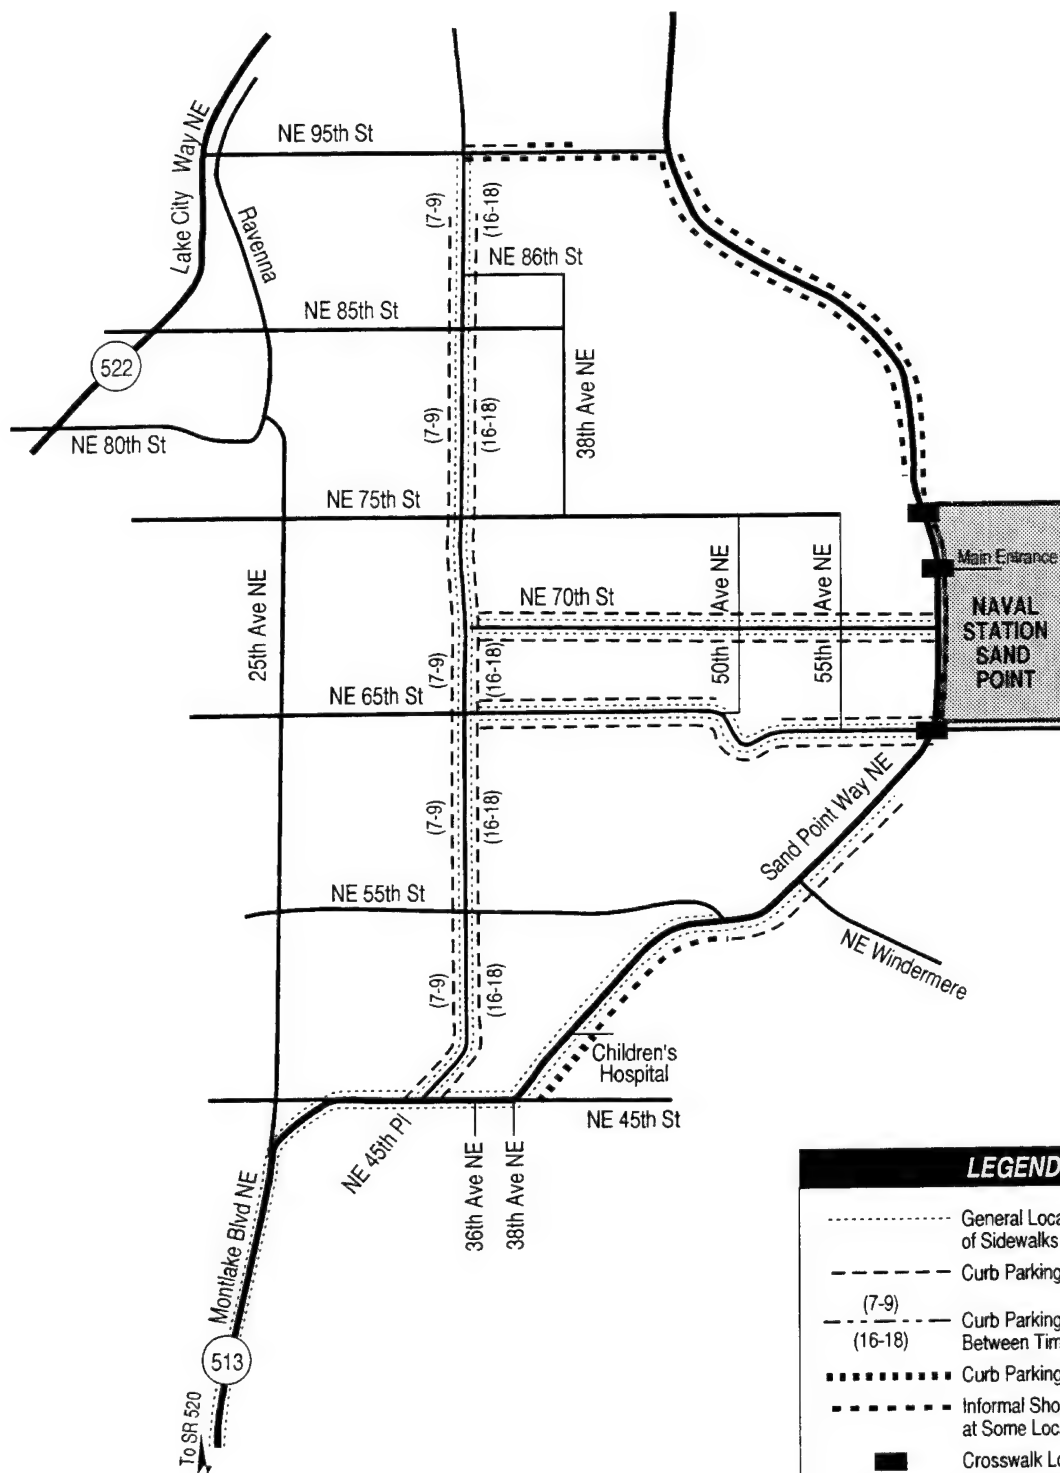 Lake City Way NE
NE 95th St
Ravenna
(7-9)
(16-18)
NE 86th St
NE 85th St
522
38th Ave NE
(7-9)
(16-18)
NE 80th St
NE 75th St
25th Ave NE
50th Ave NE
55th Ave NE
Main Entrance
NE 70th St
NAVAL
STATION
SAND
POINT
(7-9)
(16-18)
NE 65th St
(7-9)
(16-18)
Sand Point Way NE
NE 55th St
NE Windermere
(7-9)
(16-18)
Children's
Hospital
NE 45th St
NE 45th Pl
36th Ave NE
38th Ave NE
Montlake Blvd NE
513
To SR 520
LEGEND
General Loca
of Sidewalks
Curb Parking
(7-9)
(16-18)
Curb Parking
Between Tim
Curb Parking
Informal Sho
at Some Loca
Crosswalk Lo